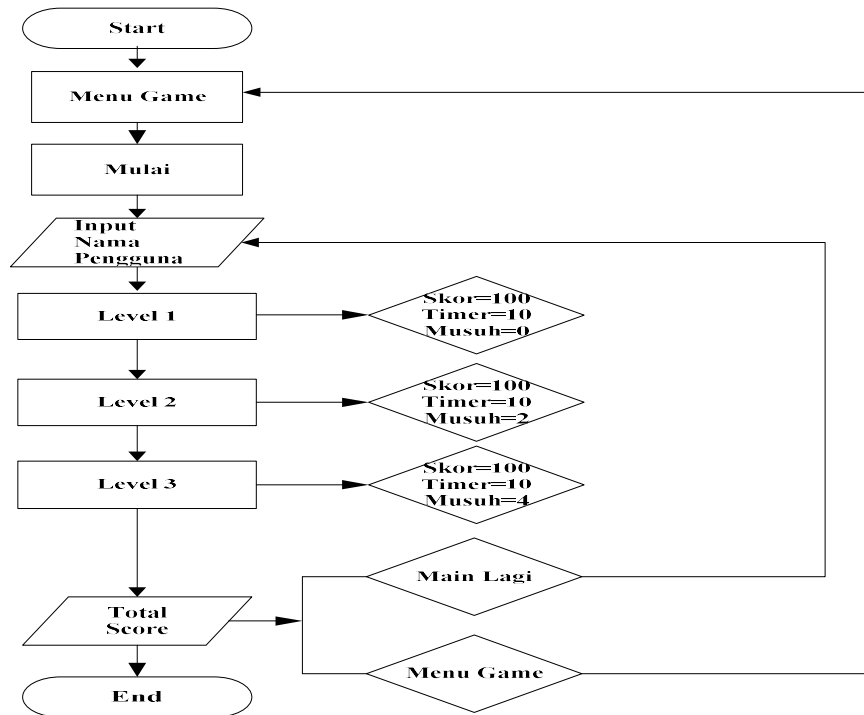 Start
Menu Game
Mulai
Input
Nama
Pengguna
Level 1
Skor=100
Timer=10
Musuh=0
Level 2
Skor=100
Timer=10
Musuh=2
Level 3
Skor=100
Timer=10
Musuh=4
Main Lagi
Total
Score
Menu Game
End